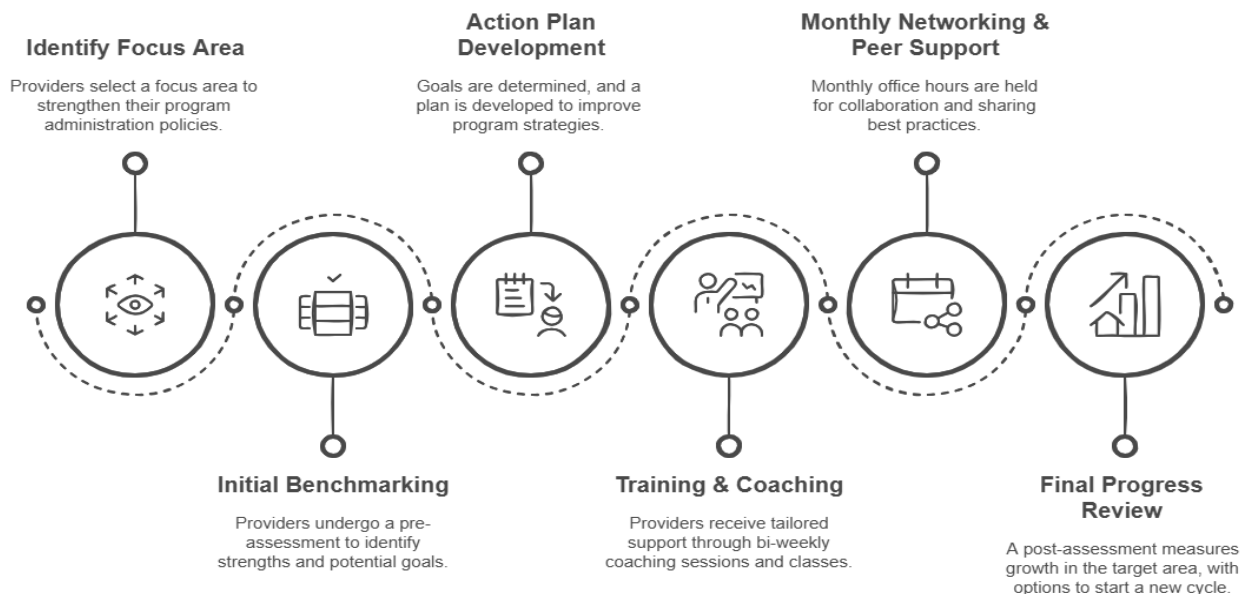 Identify Focus Area
Providers select a focus area to
strengthen their program
administration policies.
Initial Benchmarking
Providers undergo a pre-
assessment to identify
strengths and potential goals.
Action Plan
Development
Goals are determined, and a
plan is developed to improve
program strategies.
Training & Coaching
Providers receive tailored
support through bi-weekly
coaching sessions and classes.
Monthly Networking &
Peer Support
Monthly office hours are held
for collaboration and sharing
best practices.
Final Progress
Review
A post-assessment measures
growth in the target area, with
options to start a new cycle.